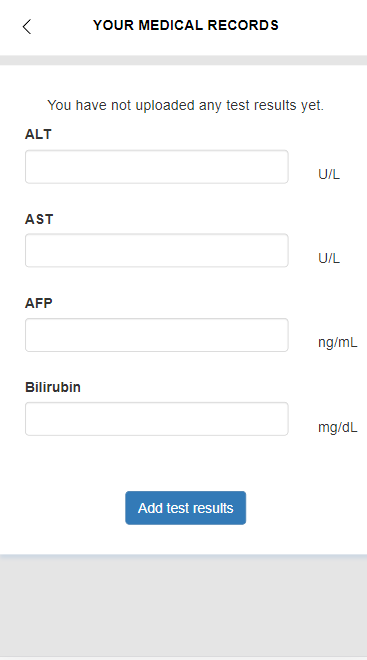 YOUR MEDICAL RECORDS
You have not uploaded any test results yet.
ALT
U/L
AST
U/L
AFP
ng/mL
Bilirubin
mg/dL
Add test results